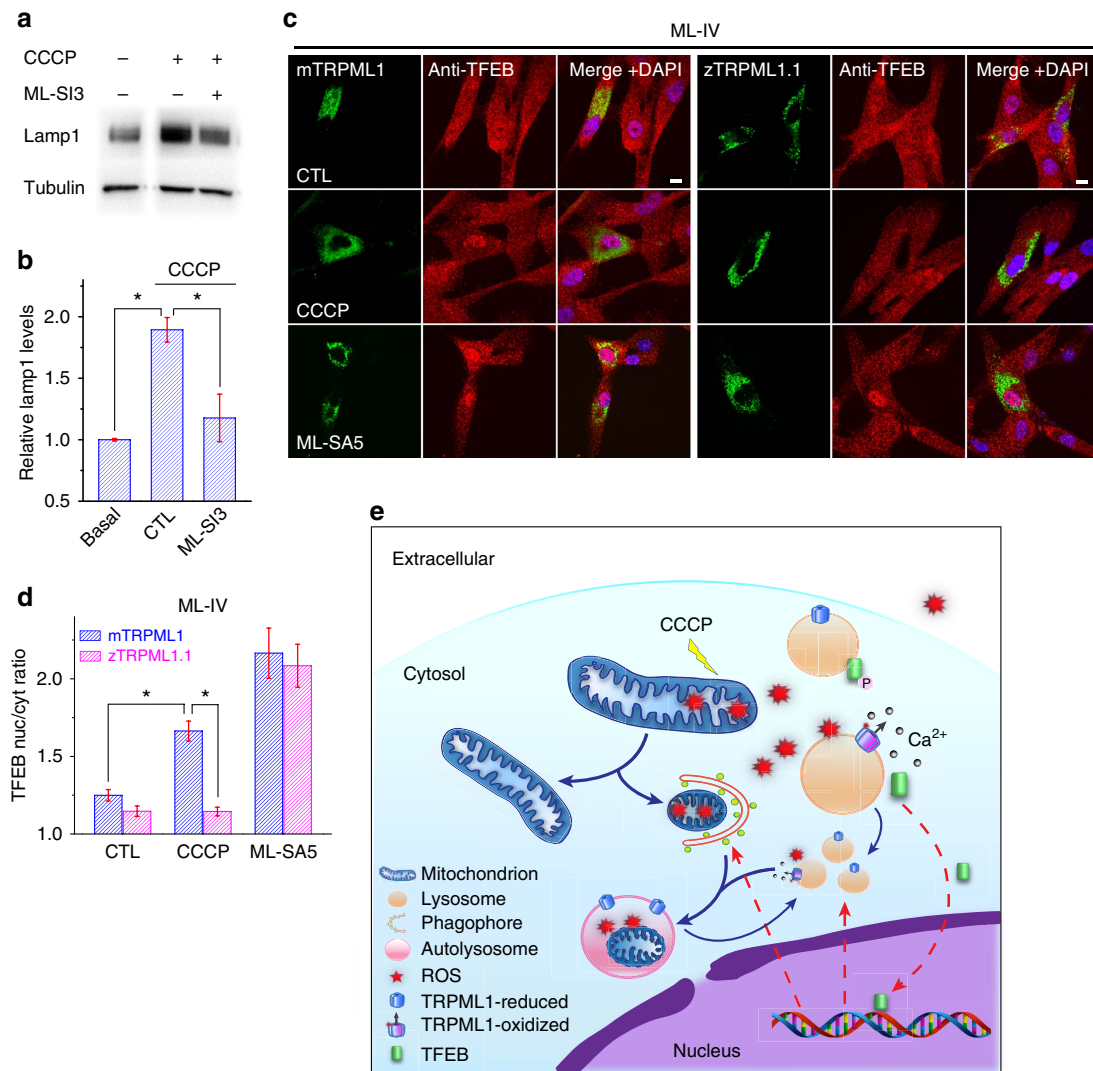 a
CCCP – + +
ML-SI3 – – +
Lamp1
Tubulin
b
CCCP
* *
Relative lamp1 levels
2.0
1.5
1.0
0.5
Basal CTL ML-SI3
c
ML-IV
mTRPML1 Anti-TFEB Merge +DAPI zTRPML1.1 Anti-TFEB Merge +DAPI
CTL
CCCP
ML-SA5
d
ML-IV
mTRPML1
zTRPML1.1
* *
TFEB nuc/cyt ratio
2.0
1.5
1.0
CTL CCCP ML-SA5
e
Extracellular
CCCP
Cytosol
P
Ca2+
Mitochondrion
Lysosome
Phagophore
Autolysosome
ROS
TRPML1-reduced
TRPML1-oxidized
TFEB
Nucleus